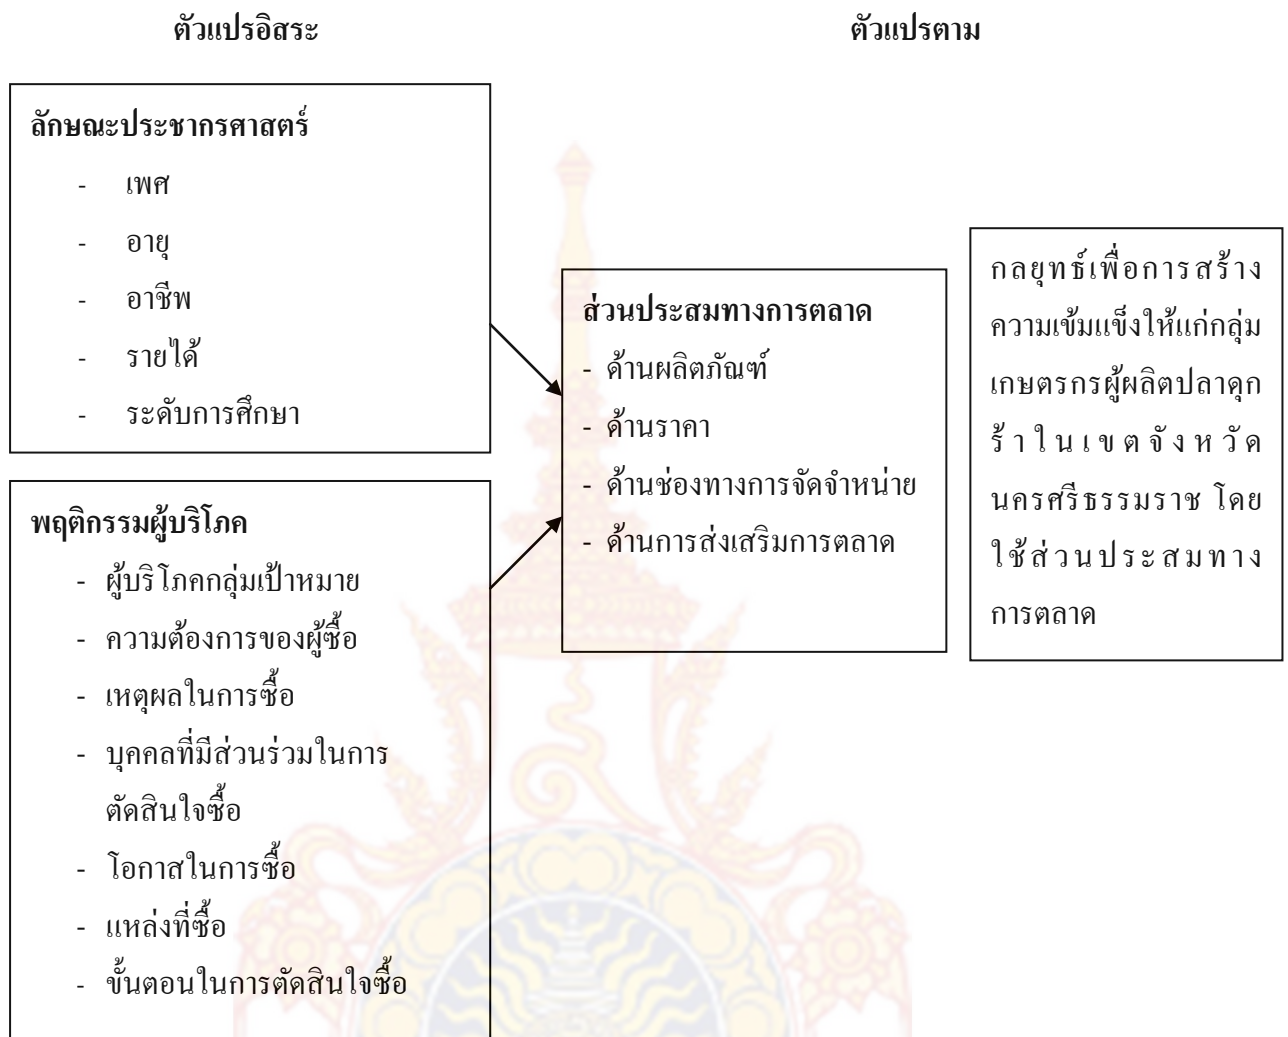 ตัวแปรอิสระ
ตัวแปรตาม
ลักษณะประชากรศาสตร์
- เพศ
- อายุ
- อาชีพ
- รายได้
- ระดับการศึกษา
พฤติกรรมผู้บริโภค
- ผู้บริโภคกลุ่มเป้าหมาย
- ความต้องการของผู้ซื้อ
- เหตุผลในการซื้อ
- บุคคลที่มีส่วนร่วมในการ
ตัดสินใจซื้อ
- โอกาสในการซื้อ
- แหล่งที่ซื้อ
- ขั้นตอนในการตัดสินใจซื้อ
ส่วนประสมทางการตลาด
- ด้านผลิตภัณฑ์
- ด้านราคา
- ด้านช่องทางการจัดจำหน่าย
- ด้านการส่งเสริมการตลาด
กลยุทธ์เพื่อการสร้าง
ความเข้มแข็งให้แก่กลุ่ม
เกษตรกรผู้ผลิตปลาดุก
ร้าในเขตจังหวัด
นครศรีธรรมราช โดย
ใช้ส่วนประสมทาง
การตลาด